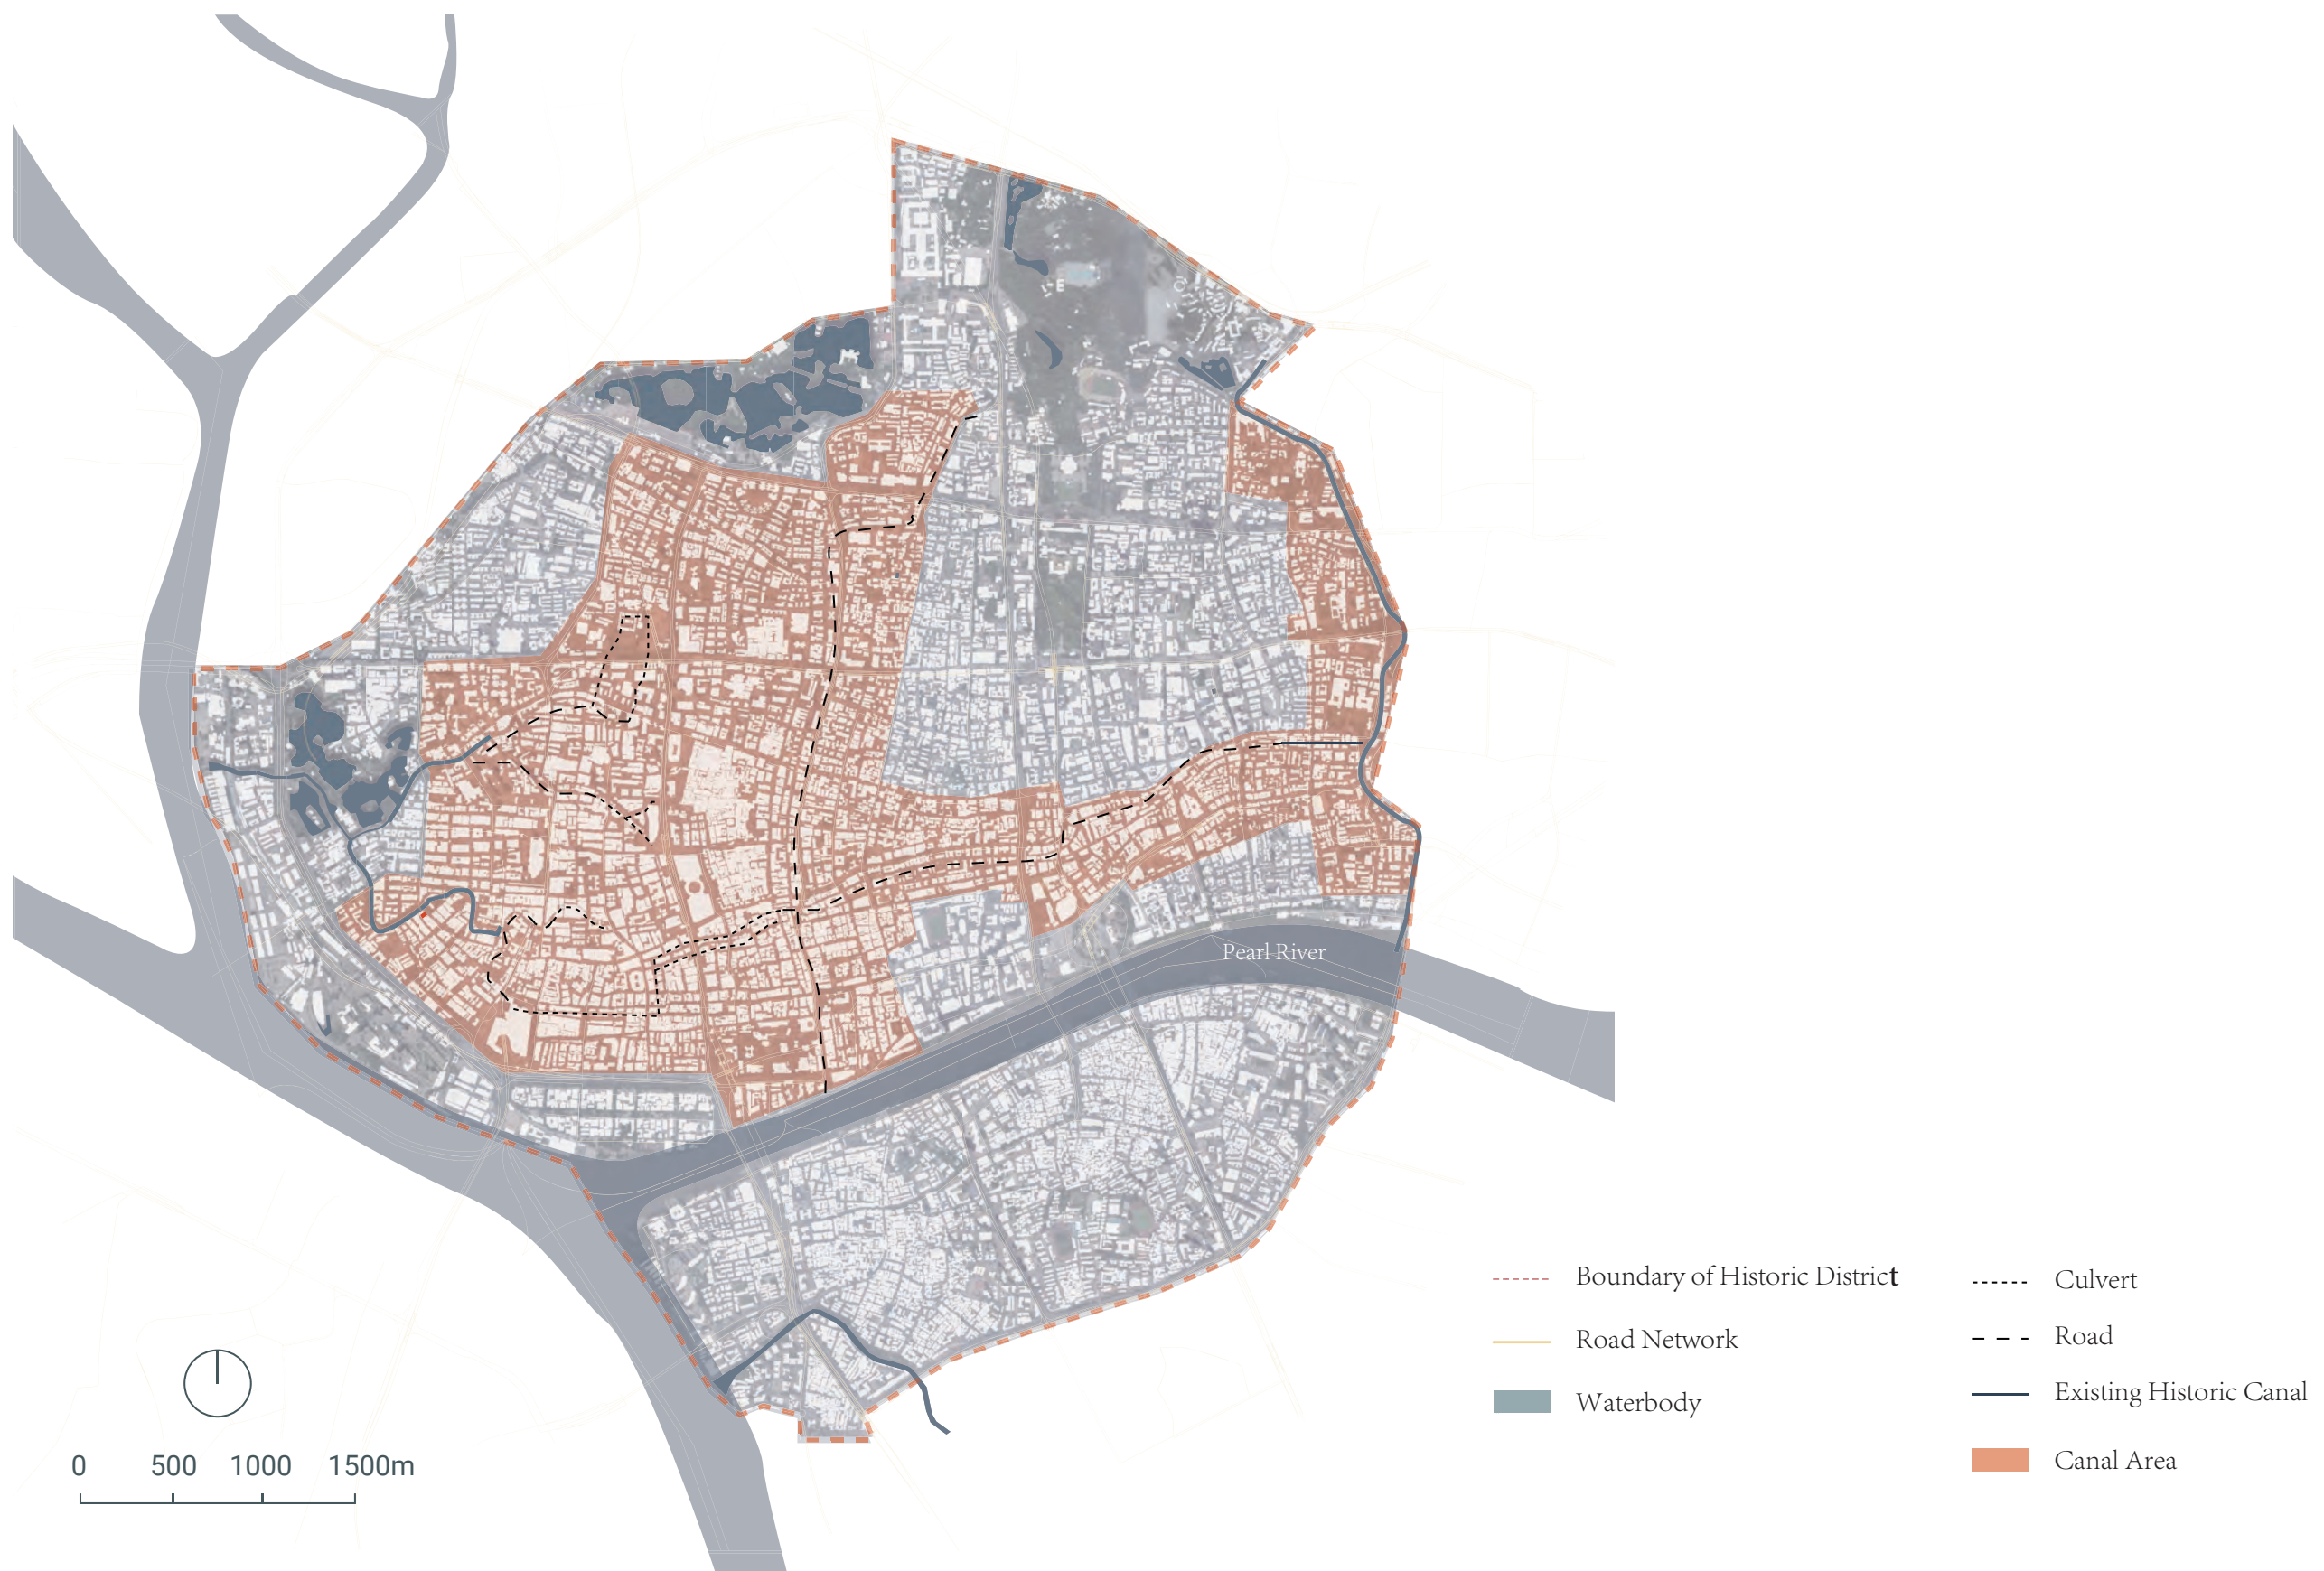 Pearl River
Boundary of Historic District
Road Network
Waterbody
Culvert
Road
Existing Historic Canal
Canal Area
0 500 1000 1500m